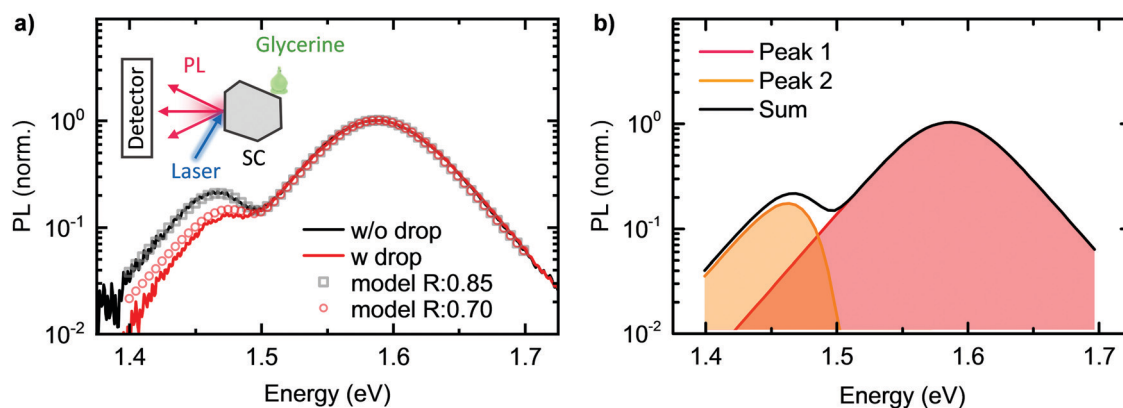 a)
Glycerine
PL
Detector
Laser
SC
PL (norm.)
10^0
10^-1
10^-2
w/o drop
w drop
model R:0.85
model R:0.70
1.4 1.5 1.6 1.7
Energy (eV)
b)
Peak 1
Peak 2
Sum
PL (norm.)
10^0
10^-1
10^-2
1.4 1.5 1.6 1.7
Energy (eV)